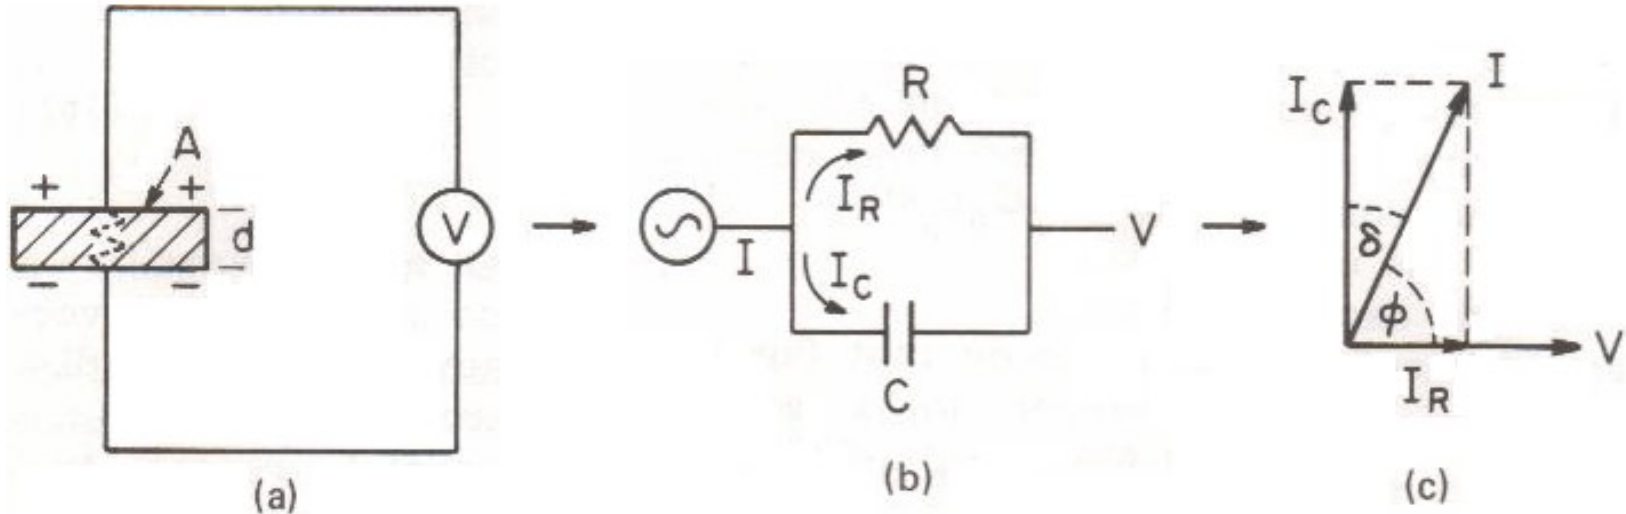 A
+ +
d
− −
V
(a)
R
I_R
I
V
I_C
C
(b)
I_C
I
δ
φ
V
I_R
(c)